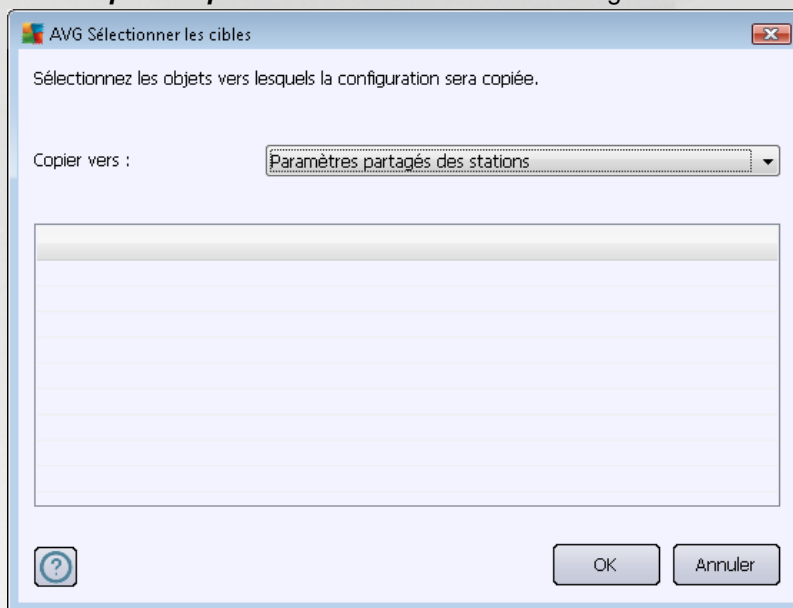 AVG Sélectionner les cibles
Sélectionnez les objets vers lesquels la configuration sera copiée.
Copier vers :
Paramètres partagés des stations
?
OK
Annuler